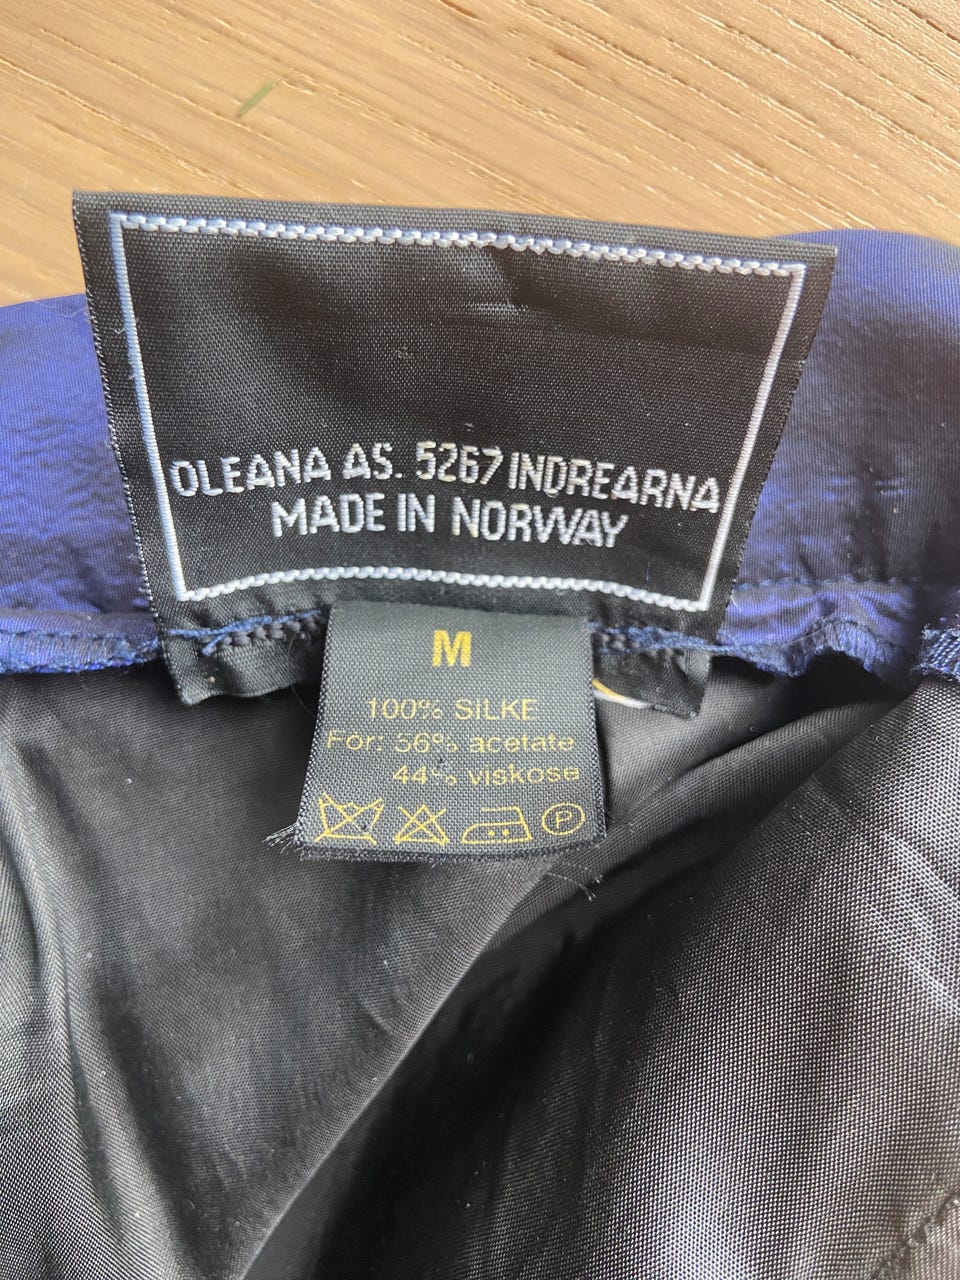 OLEANA AS. 5267 INDREARNA
MADE IN NORWAY
M
100% SILKE
For: 56% acetate
44% viskose
P